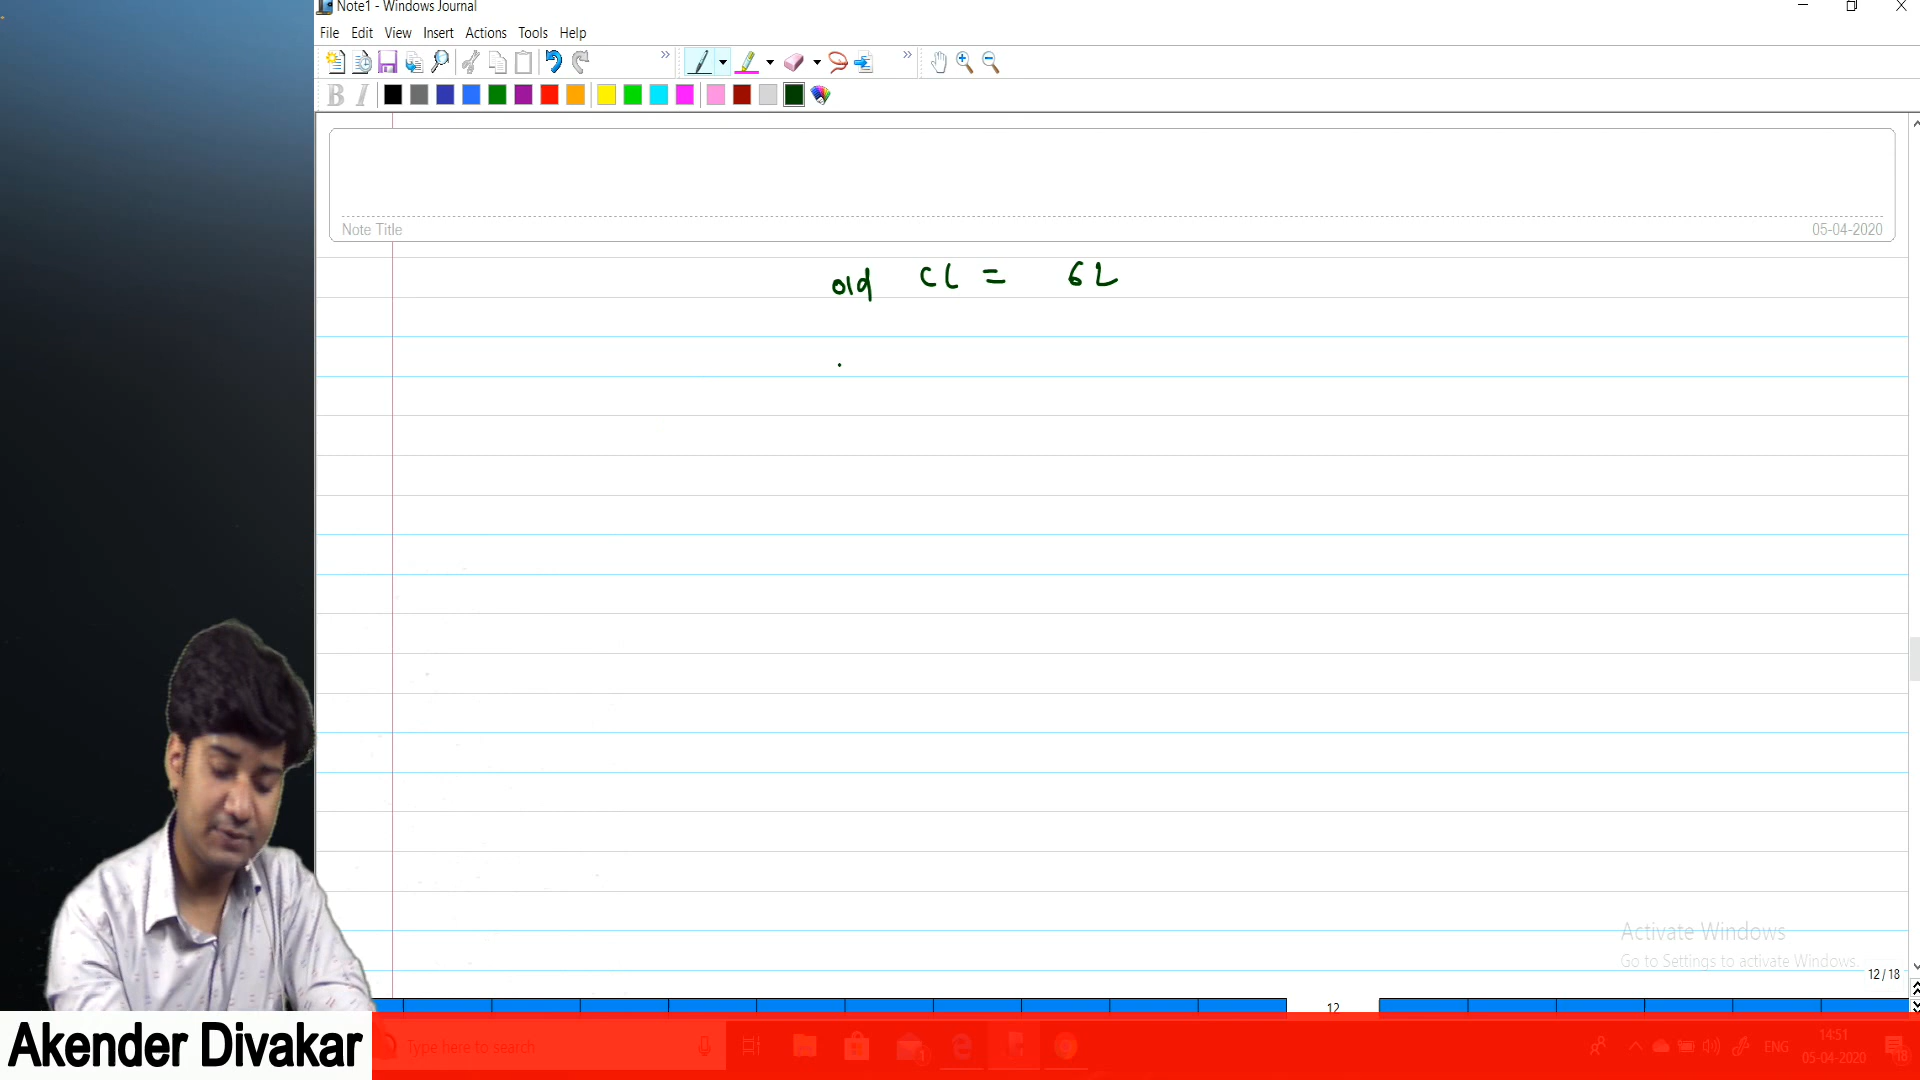 Note1 - Windows Journal
File Edit View Insert Actions Tools Help
B I
Note Title 05-04-2020
old CL = 6L
Activate Windows
Go to Settings to activate Windows.
12 / 18
12
Akender Divakar
Type here to search
1
ENG
14:51
05-04-2020
18